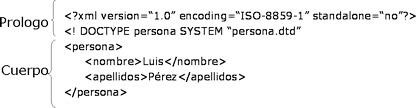 Prologo
<?xml version="1.0" encoding="ISO-8859-1" standalone="no"?>
<! DOCTYPE persona SYSTEM "persona.dtd"
Cuerpo
<persona>
<nombre>Luis</nombre>
<apellidos>Pérez</apellidos>
</persona>